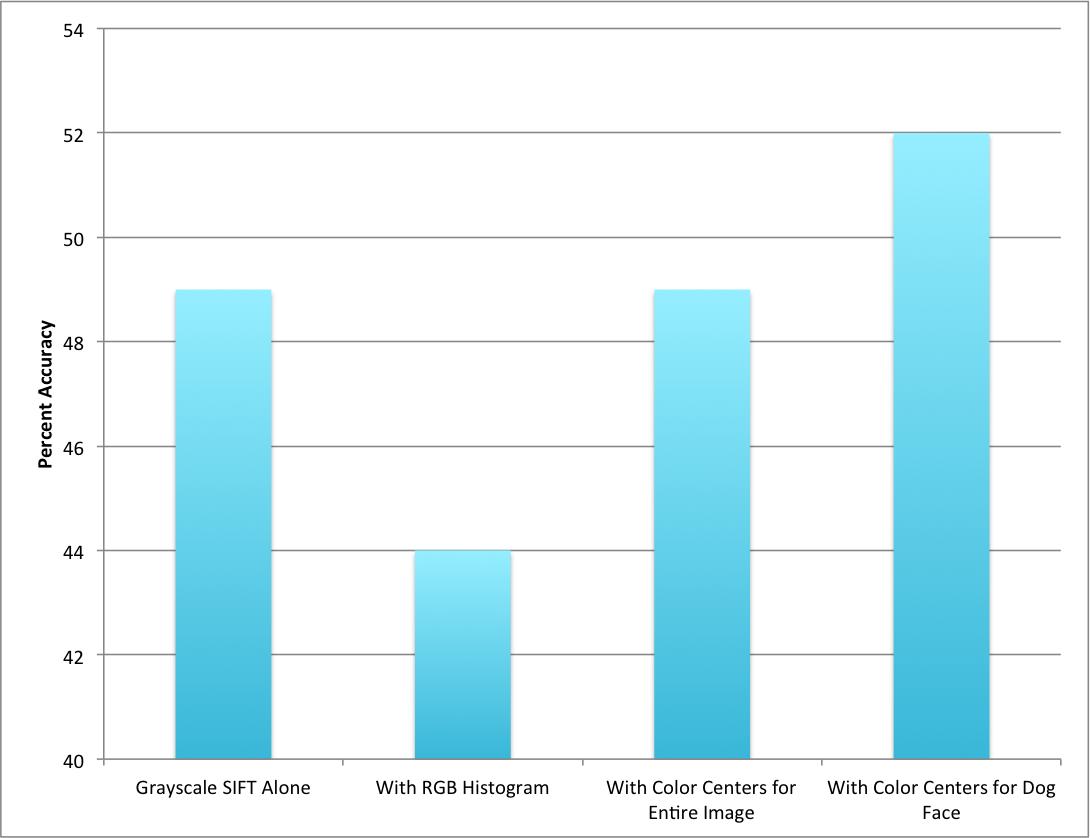 54
52
50
48
46
44
42
40
Percent Accuracy
Grayscale SIFT Alone
With RGB Histogram
With Color Centers for
Entire Image
With Color Centers for Dog
Face